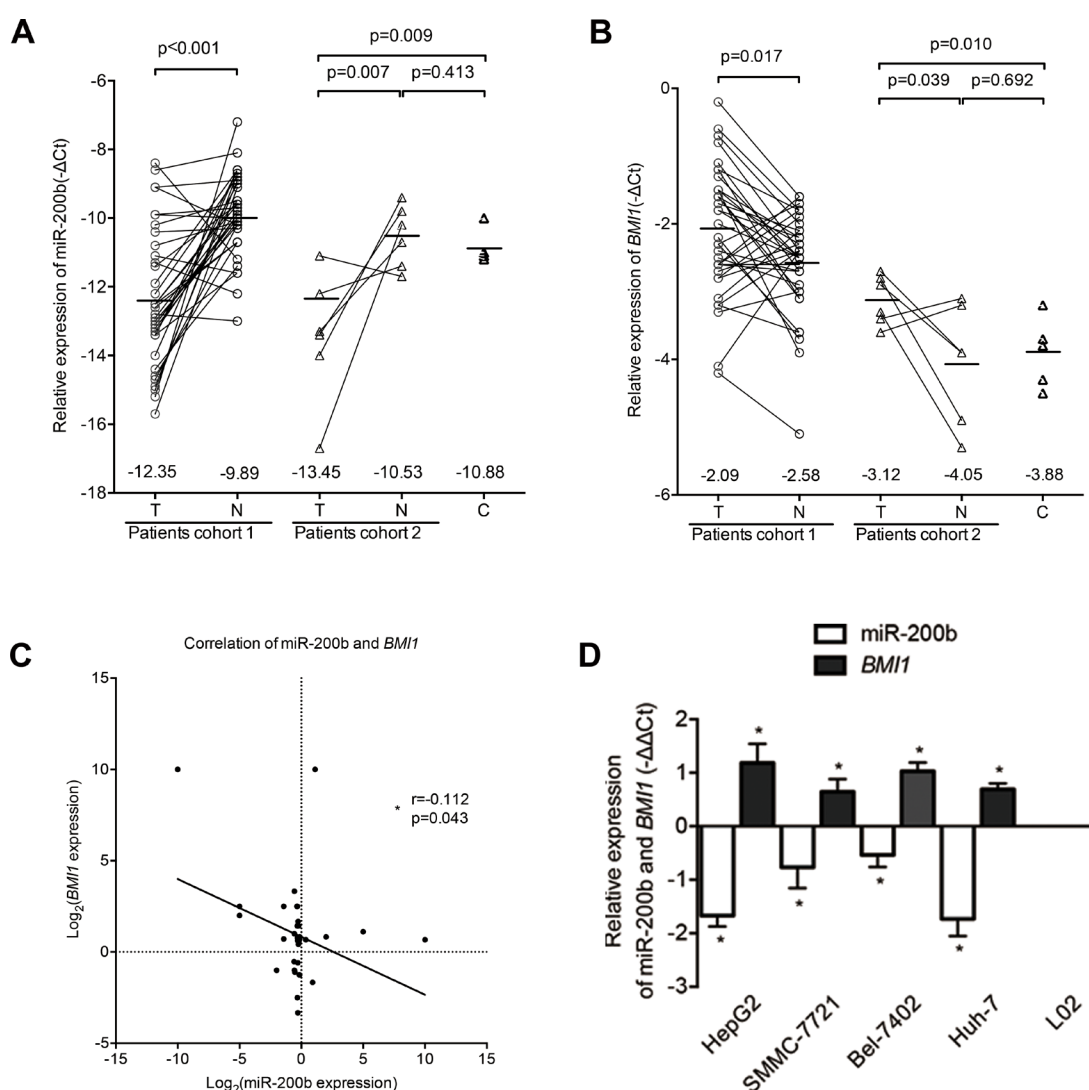 A
p<0.001
p=0.009
p=0.007
p=0.413
Relative expression of miR-200b(-ΔCt)
-6
-8
-10
-12
-14
-16
-18
-12.35
-9.89
-13.45
-10.53
-10.88
T
N
T
N
C
Patients cohort 1
Patients cohort 2
B
p=0.017
p=0.010
p=0.039
p=0.692
Relative expression of BMI1(-ΔCt)
0
-2
-4
-6
-2.09
-2.58
-3.12
-4.05
-3.88
T
N
T
N
C
Patients cohort 1
Patients cohort 2
C
Correlation of miR-200b and BMI1
Log2(BMI1 expression)
15
10
5
0
-5
* r=-0.112
p=0.043
-15
-10
-5
0
5
10
15
Log2(miR-200b expression)
D
miR-200b
BMI1
Relative expression
of miR-200b and BMI1 (-ΔΔCt)
2
1
0
-1
-2
-3
*
*
*
*
*
*
*
*
HepG2
SMMC-7721
Bel-7402
Huh-7
L02